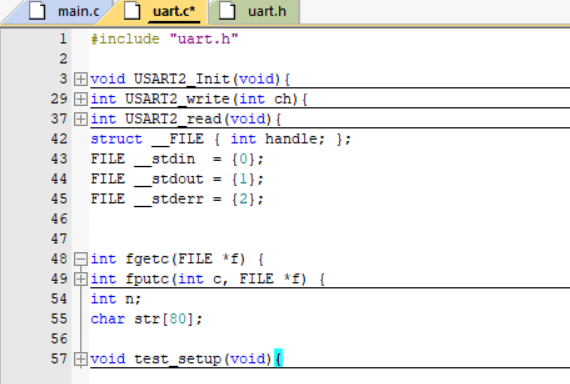 main.c uart.c* uart.h
1 #include "uart.h"
2
3 void USART2_Init(void){
29 int USART2_write(int ch){
37 int USART2_read(void){
42 struct __FILE { int handle; };
43 FILE __stdin  = {0};
44 FILE __stdout = {1};
45 FILE __stderr = {2};
46
47
48 int fgetc(FILE *f) {
49 int fputc(int c, FILE *f) {
54 int n;
55 char str[80];
56
57 void test_setup(void){